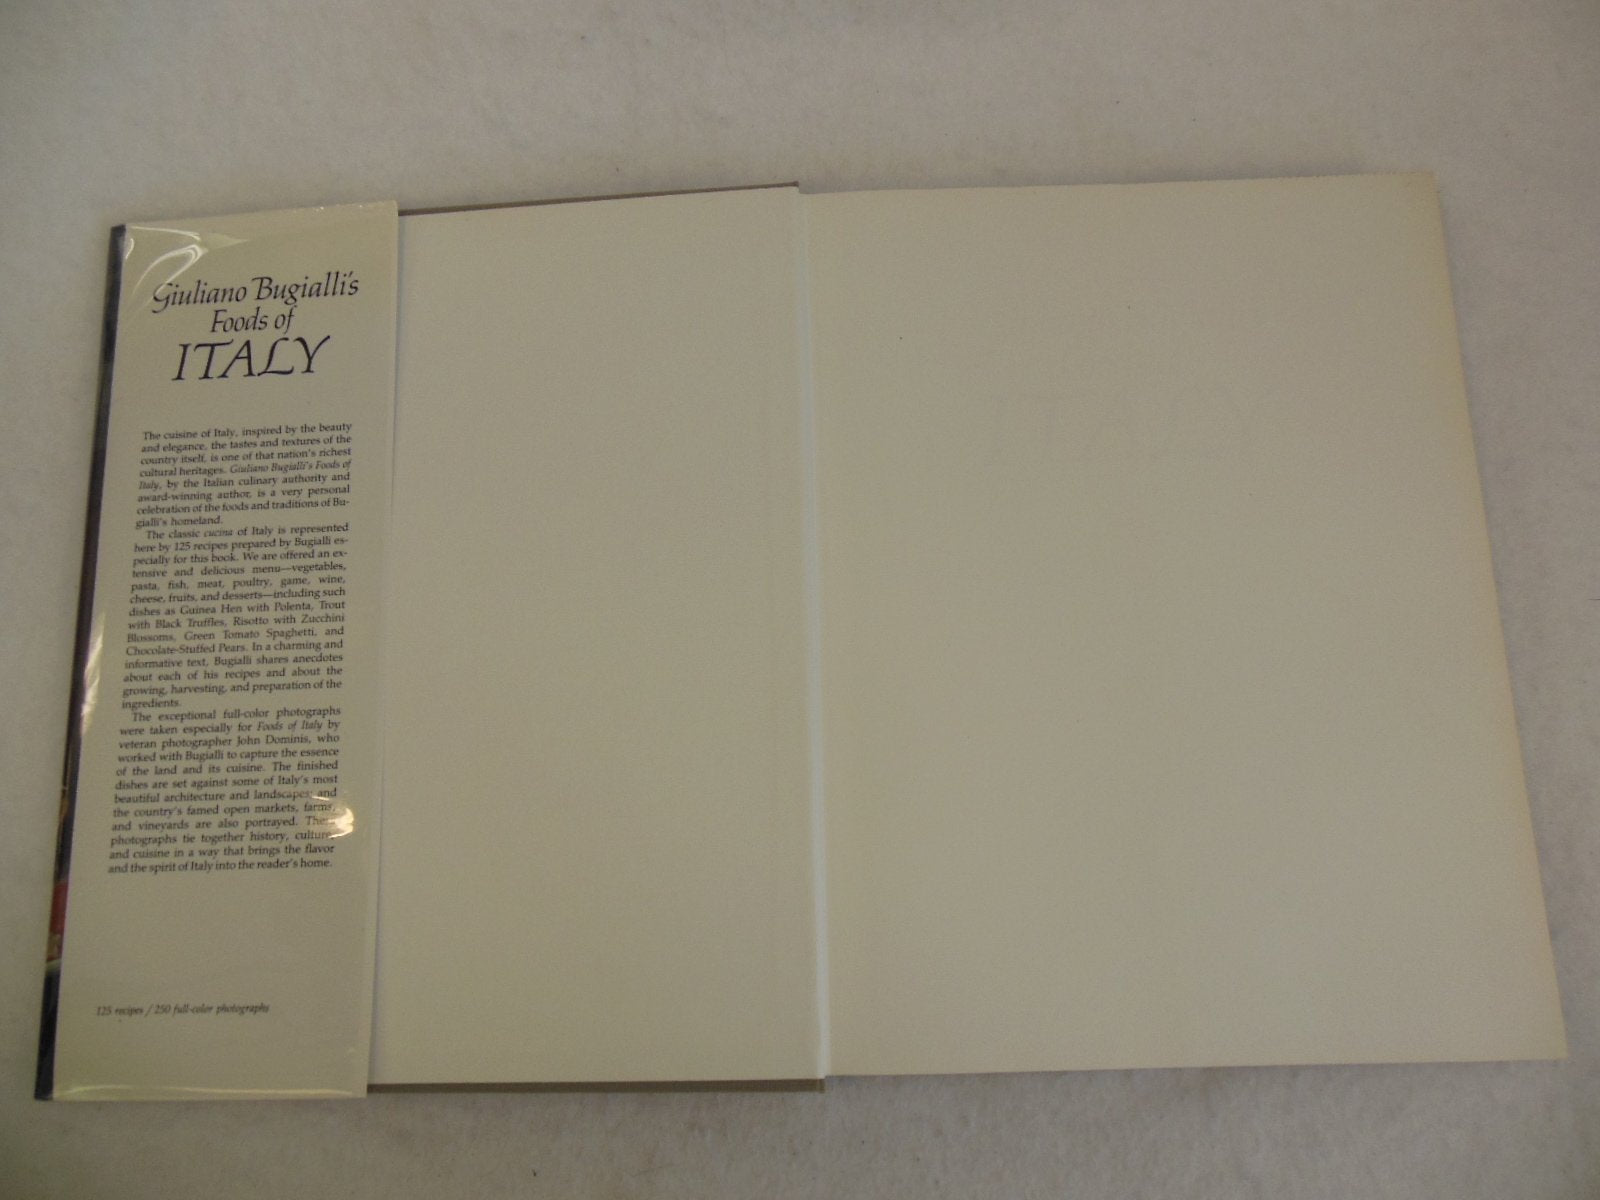 Giuliano Bugialli's
Foods of
ITALY
The cuisine of Italy, inspired by the beauty
and elegance, the tastes and textures of the
country itself, is one of that nation's richest
cultural heritages. Giuliano Bugialli's Foods of
Italy, by the Italian culinary authority and
award-winning author, is a very personal
celebration of the foods and traditions of Bu-
gialli's homeland.
The classic cucina of Italy is represented
here by 125 recipes prepared by Bugialli es-
pecially for this book. We are offered an ex-
tensive and delicious menu—vegetables,
pasta, fish, meat, poultry, game, wine,
cheese, fruits, and desserts—including such
dishes as Guinea Hen with Polenta, Trout
with Black Truffles, Risotto with Zucchini
Blossoms, Green Tomato Spaghetti, and
Chocolate-Stuffed Pears. In a charming and
informative text, Bugialli shares anecdotes
about each of his recipes and about the
growing, harvesting, and preparation of the
ingredients.
The exceptional full-color photographs
were taken especially for Foods of Italy by
veteran photographer John Dominis, who
worked with Bugialli to capture the essence
of the land and its cuisine. The finished
dishes are set against some of Italy's most
beautiful architecture and landscapes; and
the country's famed open markets, farms,
and vineyards are also portrayed.
photographs tie together history, culture,
and cuisine in a way that brings the flavor
and the spirit of Italy into the reader's home.
125 recipes / 250 full-color photographs